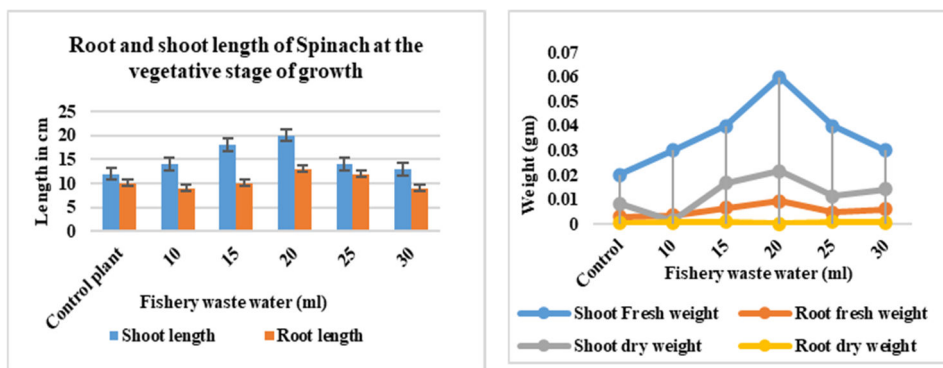 Root and shoot length of Spinach at the
vegetative stage of growth
Length in cm
25
20
15
10
5
0
Control plant
10
15
20
25
30
Fishery waste water (ml)
Shoot length
Root length
Weight (gm)
0.07
0.06
0.05
0.04
0.03
0.02
0.01
0
Control
10
15
20
25
30
Fishery waste water (ml)
Shoot Fresh weight
Root fresh weight
Shoot dry weight
Root dry weight